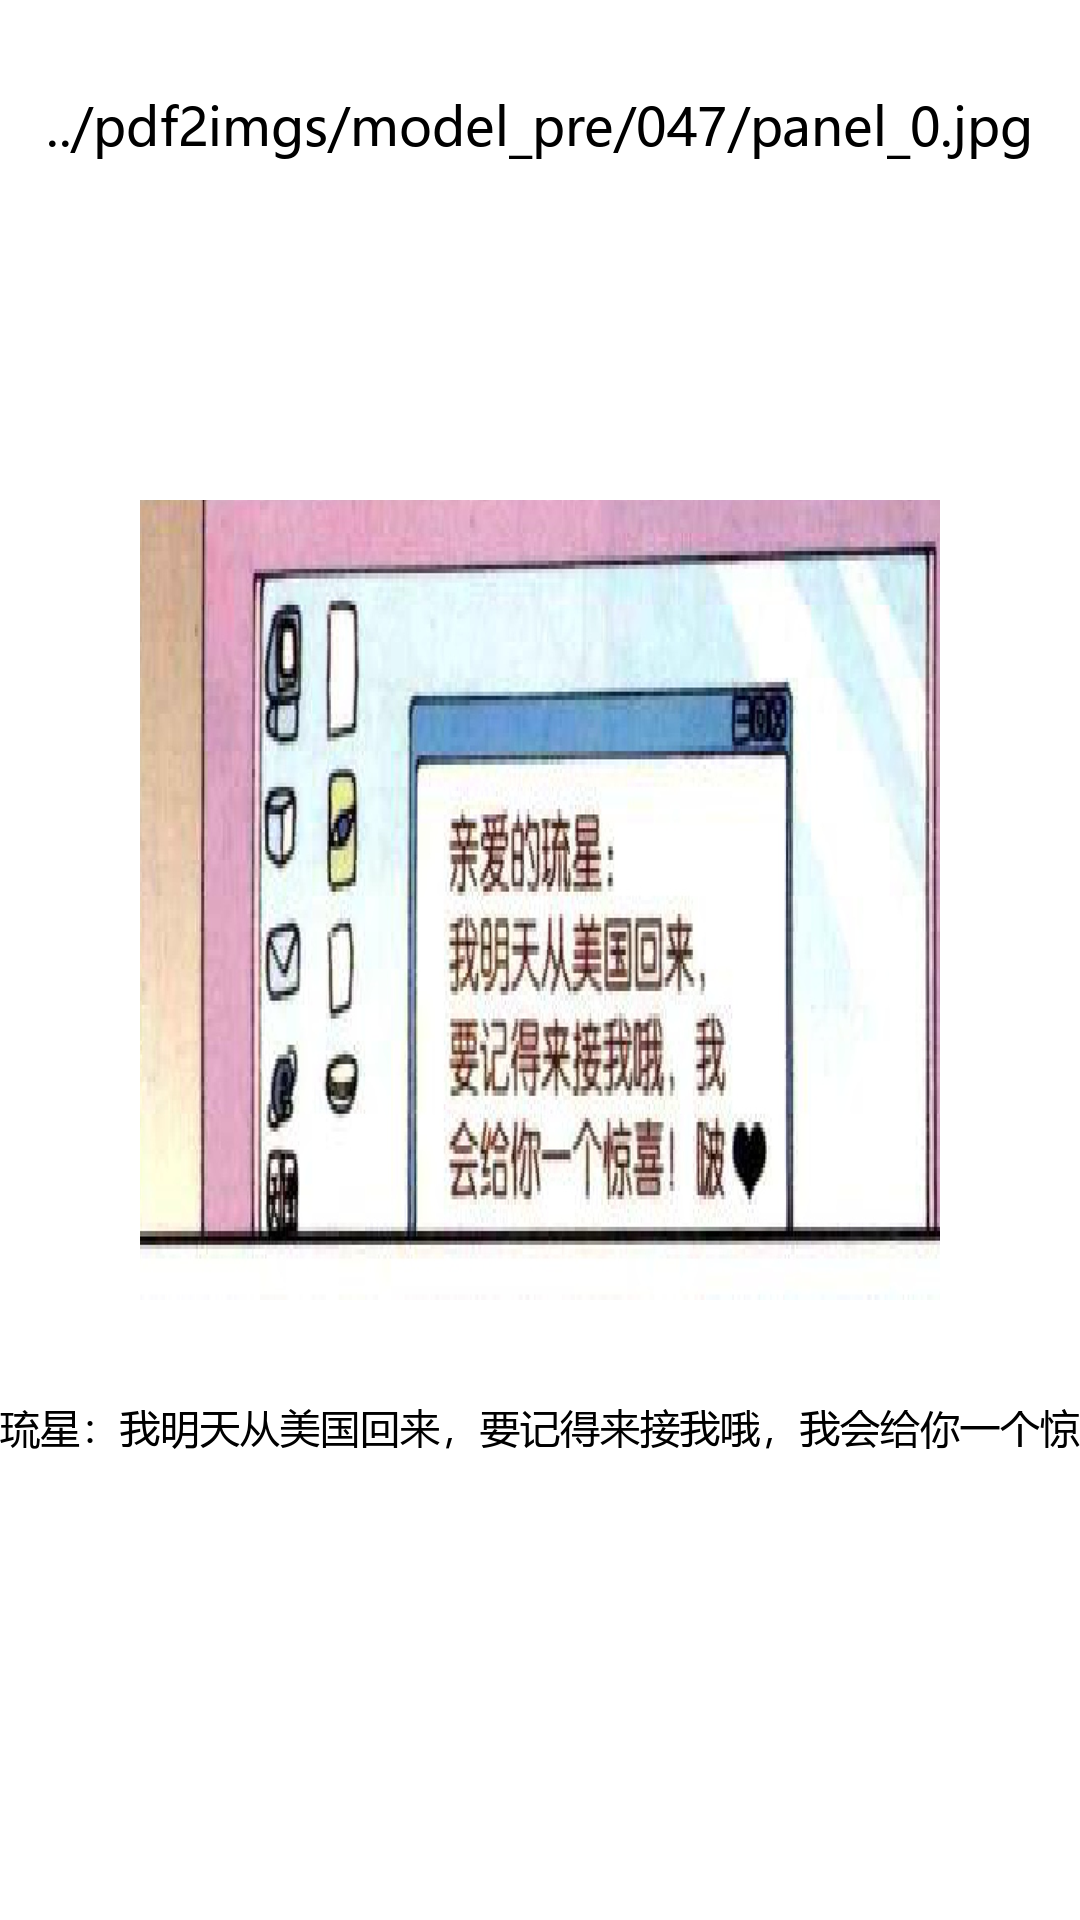 ../pdf2imgs/model_pre/047/panel_0.jpg
亲爱的琉星：
我明天从美国回来，
要记得来接我哦，我
会给你一个惊喜！啵♥
琉星：我明天从美国回来，要记得来接我哦，我会给你一个惊